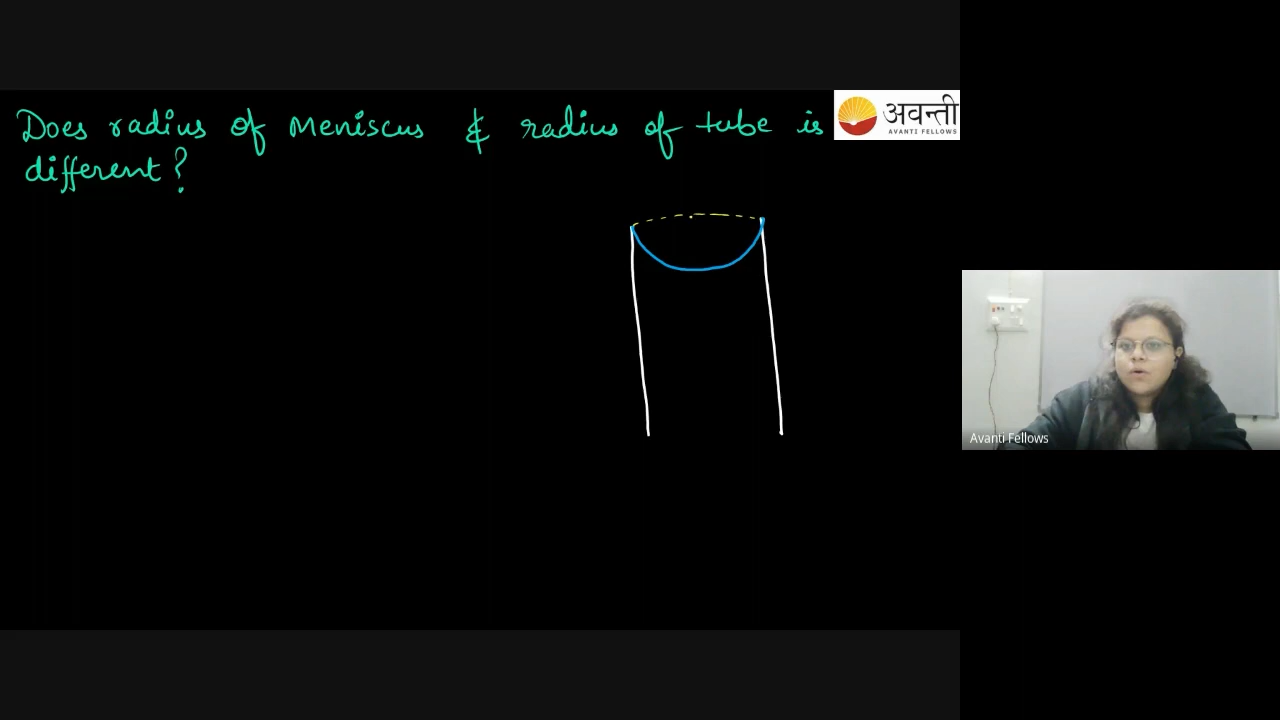 Does radius of Meniscus & radius of tube is
different?
अवन्ती
AVANTI FELLOWS
Avanti Fellows